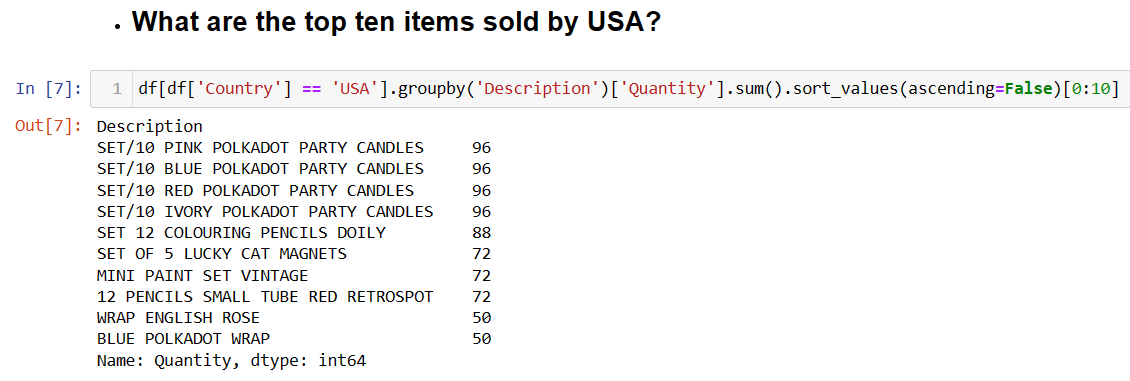 • What are the top ten items sold by USA?
In [7]: 1 df[df['Country'] == 'USA'].groupby('Description')['Quantity'].sum().sort_values(ascending=False)[0:10]
Out[7]: Description
SET/10 PINK POLKADOT PARTY CANDLES 96
SET/10 BLUE POLKADOT PARTY CANDLES 96
SET/10 RED POLKADOT PARTY CANDLES 96
SET/10 IVORY POLKADOT PARTY CANDLES 96
SET 12 COLOURING PENCILS DOILY 88
SET OF 5 LUCKY CAT MAGNETS 72
MINI PAINT SET VINTAGE 72
12 PENCILS SMALL TUBE RED RETROSPOT 72
WRAP ENGLISH ROSE 50
BLUE POLKADOT WRAP 50
Name: Quantity, dtype: int64